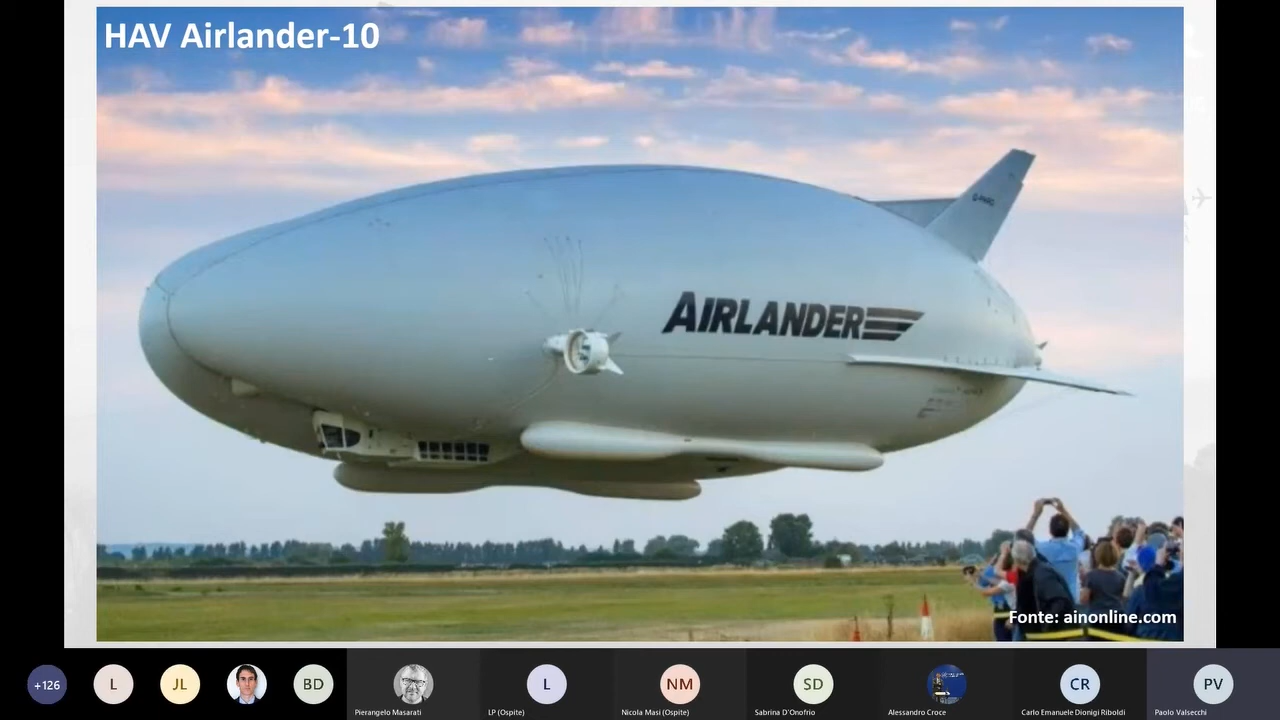 HAV Airlander-10
AIRLANDER
Fonte: ainonline.com
+126
L
JL
BD
L
NM
SD
CR
PV
Pierangelo Masarati
LP (Ospite)
Nicola Masi (Ospite)
Sabrina D'Onofrio
Alessandro Croce
Carlo Emanuele Dionigi Riboldi
Paolo Valsecchi